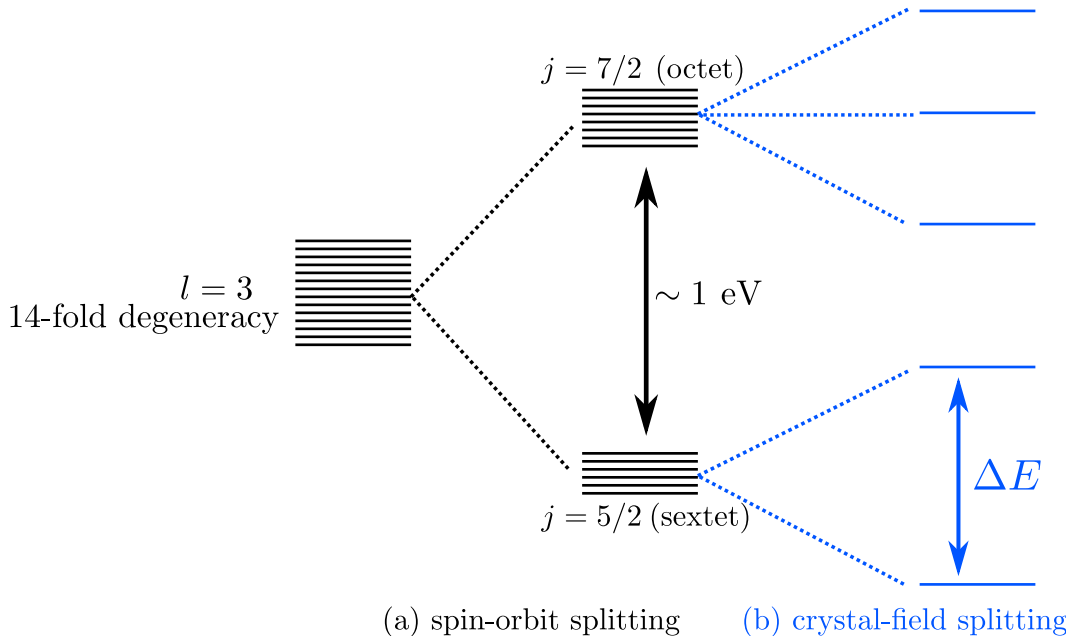 j = 7/2 (octet)
l = 3
14-fold degeneracy
∼ 1 eV
ΔE
j = 5/2 (sextet)
(a) spin-orbit splitting
(b) crystal-field splitting